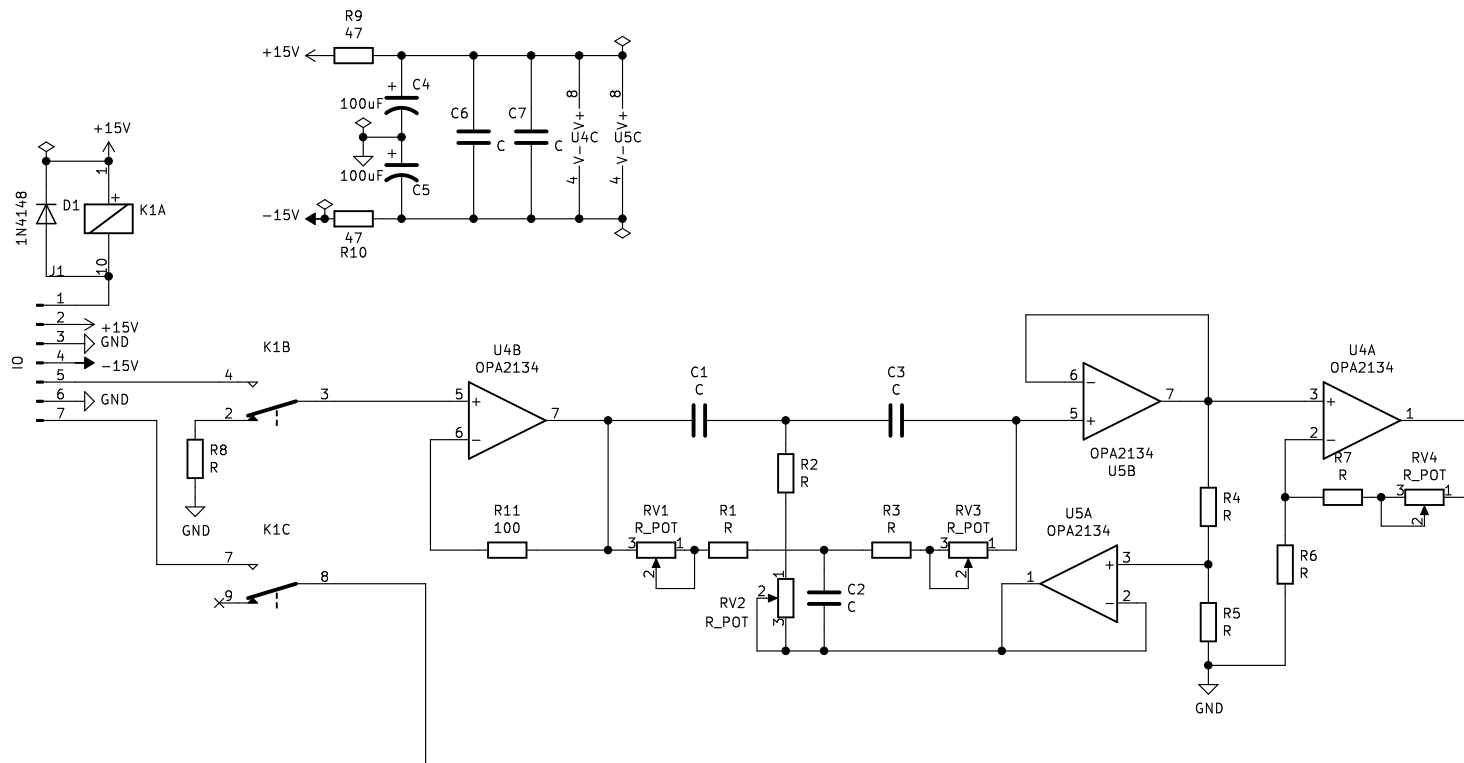 R9
47
+15V
+
C4
100uF
C6
C
C7
C
8
V+
U4C
V-
4
8
V+
U5C
V-
4
+
100uF
C5
-15V
47
R10
+15V
1
+
K1A
D1
1N4148
10
J1
1
2
+15V
3
GND
4
-15V
IO
5
6
GND
7
K1B
4
3
2
R8
R
GND
K1C
7
8
9
U4B
OPA2134
5
+
7
6
-
R11
100
C1
C
C3
C
R2
R
RV1
R_POT
3
1
2
R1
R
R3
R
RV3
R_POT
3
1
2
1
2
RV2
R_POT
3
C2
C
6
-
7
5
+
OPA2134
U5B
U5A
OPA2134
3
+
1
2
-
R4
R
R5
R
GND
U4A
OPA2134
3
+
1
2
-
R7
R
RV4
R_POT
3
1
2
R6
R